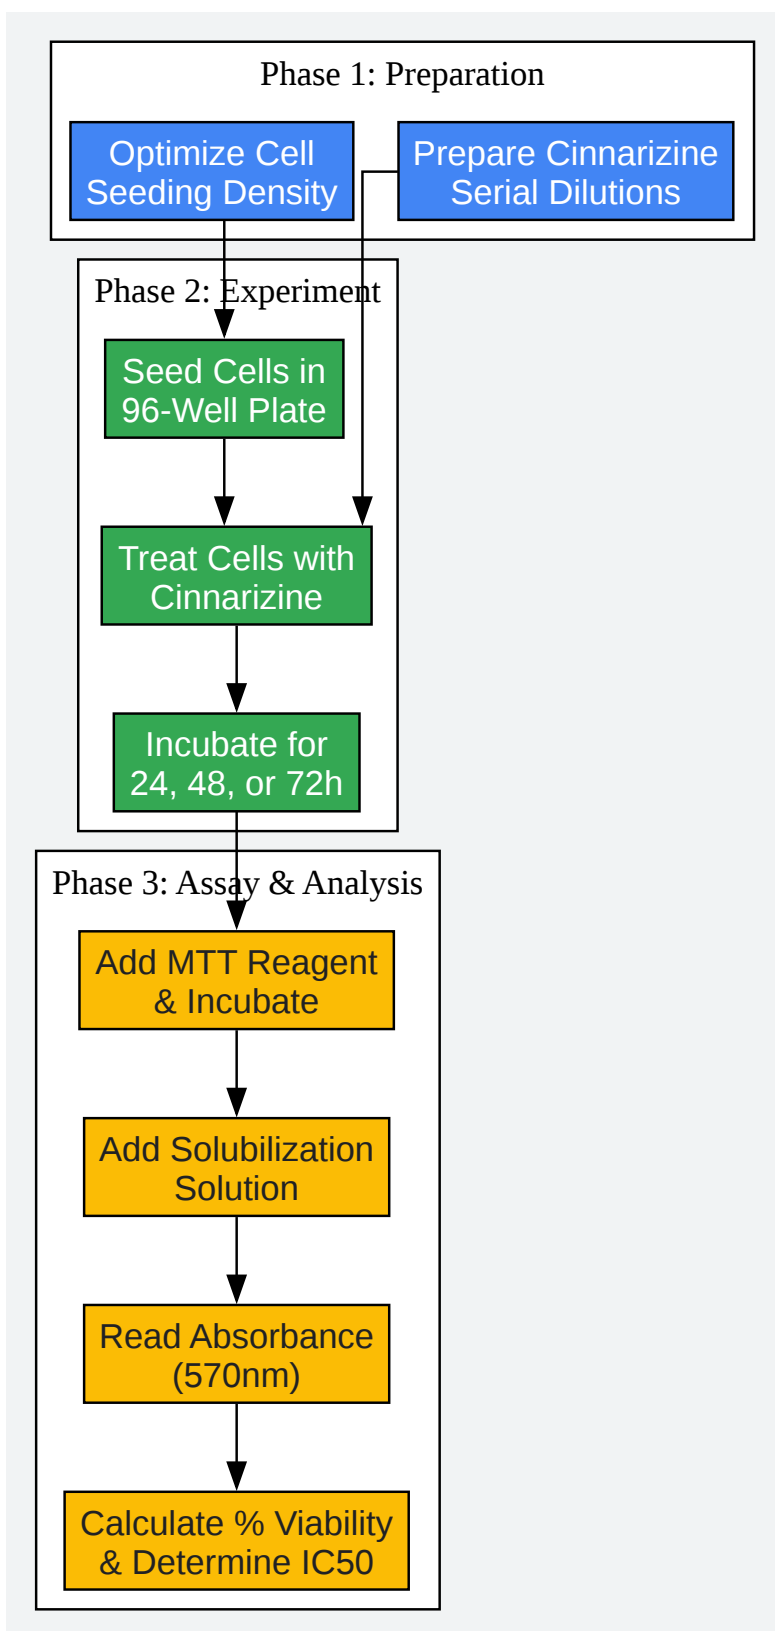 Phase 1: Preparation
Optimize Cell
Seeding Density
Prepare Cinnarizine
Serial Dilutions
Phase 2: Experiment
Seed Cells in
96-Well Plate
Treat Cells with
Cinnarizine
Incubate for
24, 48, or 72h
Phase 3: Assay & Analysis
Add MTT Reagent
& Incubate
Add Solubilization
Solution
Read Absorbance
(570nm)
Calculate % Viability
& Determine IC50